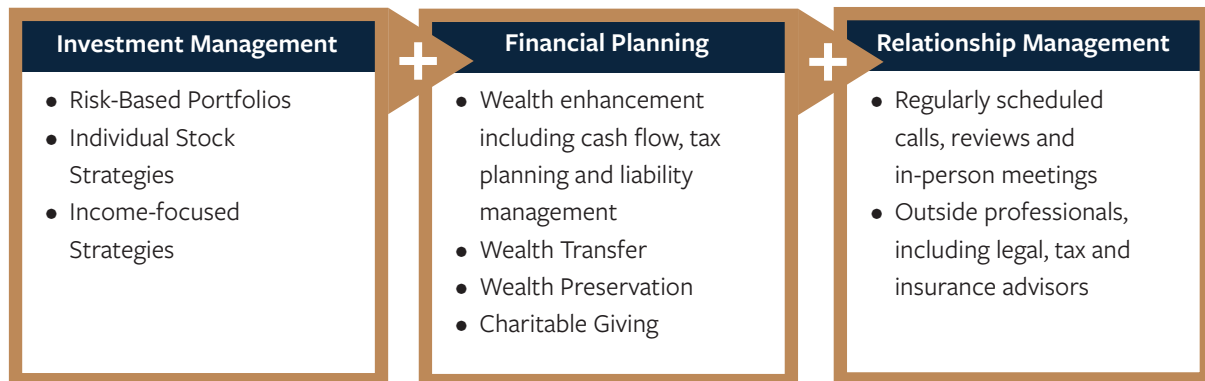 Investment Management
• Risk-Based Portfolios
• Individual Stock
Strategies
• Income-focused
Strategies
+
Financial Planning
• Wealth enhancement
including cash flow, tax
planning and liability
management
• Wealth Transfer
• Wealth Preservation
• Charitable Giving
+
Relationship Management
• Regularly scheduled
calls, reviews and
in-person meetings
• Outside professionals,
including legal, tax and
insurance advisors